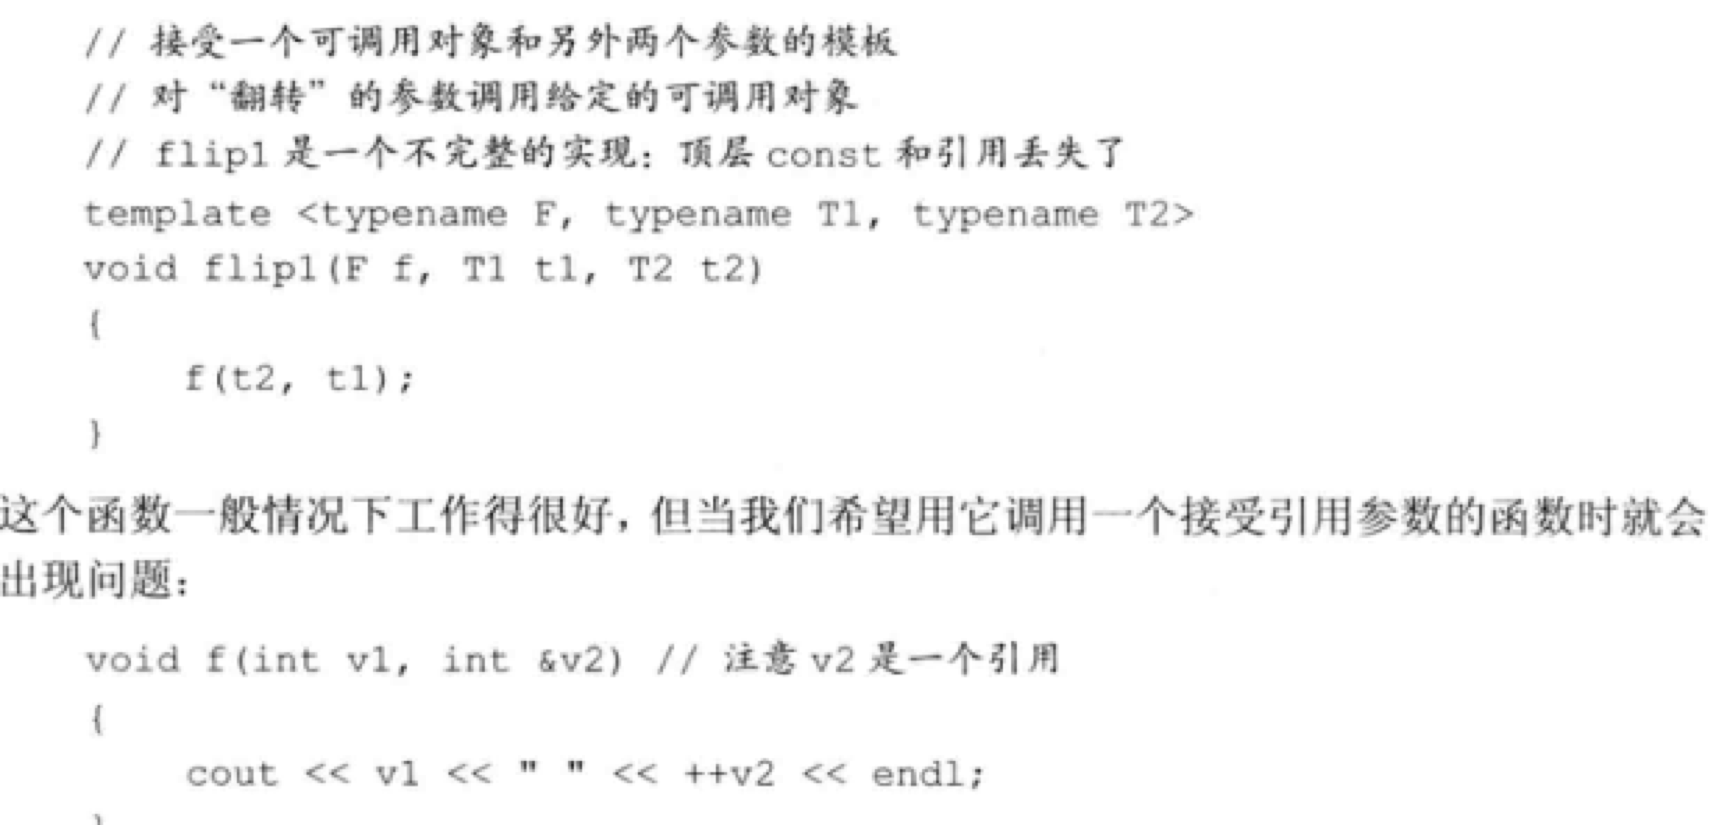 // 接受一个可调用对象和另外两个参数的模板
// 对“翻转”的参数调用给定的可调用对象
// flip1 是一个不完整的实现：顶层 const 和引用丢失了
template <typename F, typename T1, typename T2>
void flip1(F f, T1 t1, T2 t2)
{
f(t2, t1);
}
这个函数一般情况下工作得很好，但当我们希望用它调用一个接受引用参数的函数时就会
出现问题：
void f(int v1, int &v2) // 注意 v2 是一个引用
{
cout << v1 << " " << ++v2 << endl;
}